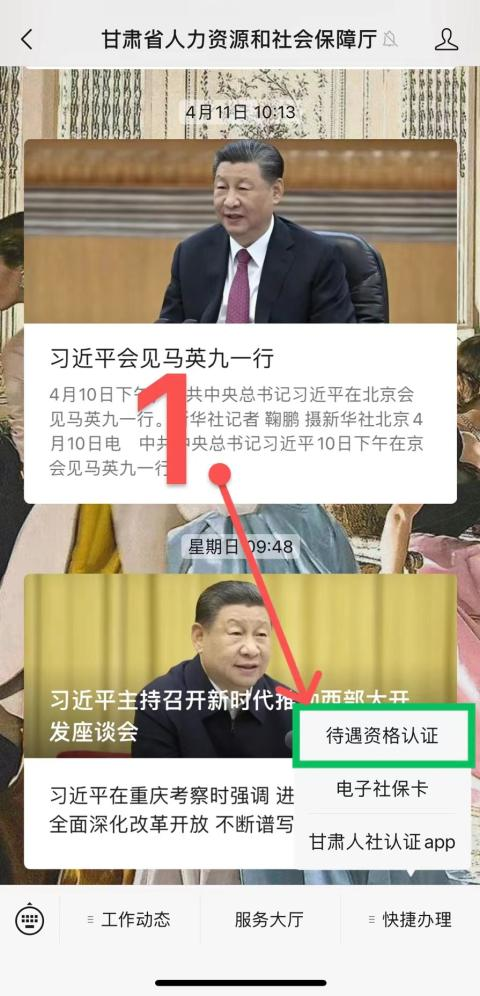 甘肃省人力资源和社会保障厅
4月11日 10:13
习近平会见马英九一行
4月10日下午 共中央总书记习近平在北京会
见马英九一行。新华社记者 鞠鹏 摄新华社北京4
月10日电 中共中央总书记习近平10日下午在京
会见马英九一行
1
星期日 09:48
习近平主持召开新时代推动西部大开
发座谈会
习近平在重庆考察时强调 进
全面深化改革开放 不断谱写
待遇资格认证
电子社保卡
甘肃人社认证app
工作动态
服务大厅
快捷办理